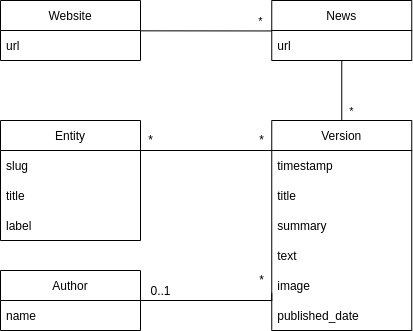 Website
url
*
News
url
*
Entity
slug
title
label
*
*
Version
timestamp
title
summary
text
image
published_date
Author
name
0..1
*